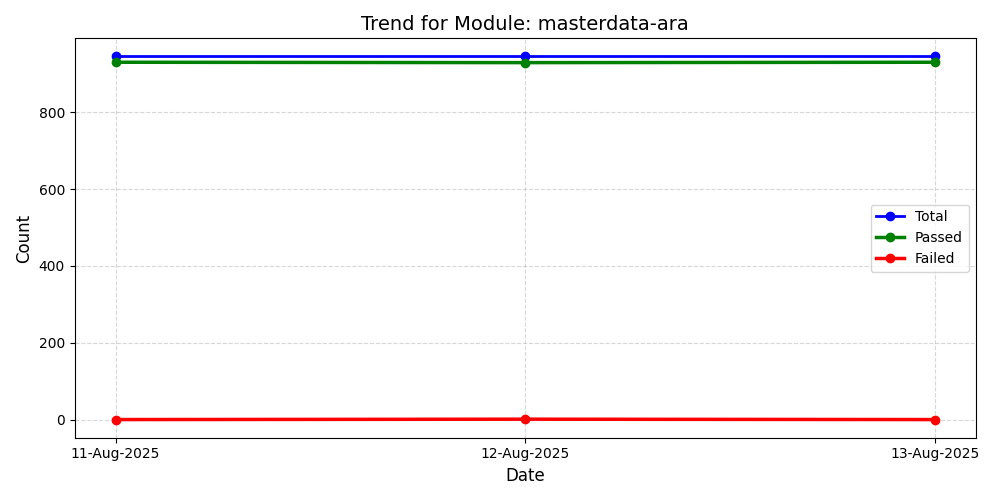 Trend for Module: masterdata-ara
Count
800
600
400
200
0
Total
Passed
Failed
11-Aug-2025
12-Aug-2025
13-Aug-2025
Date